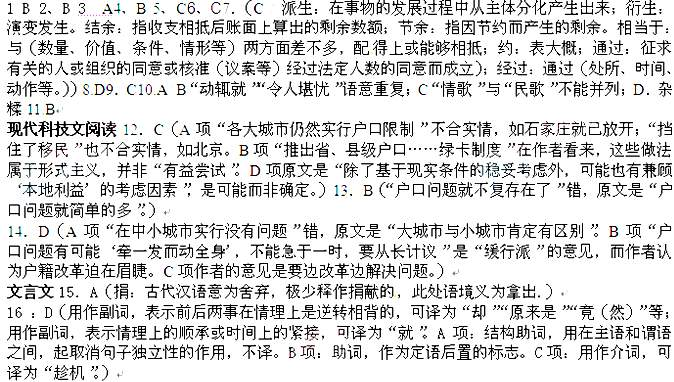 1 B 2、B 3....A4、B 5、C6、C7.（C 派生：在事物的发展过程中从主体分化产生出来；衍生：
演变发生。结余：指收支相抵后账面上算出的剩余数额；节余：指因节约而产生的剩余。相当于：
与（数量、价值、条件、情形等）两方面差不多，配得上或能够相抵；约：表大概；通过：征求
有关的人或组织的同意或核准（议案等）经过法定人数的同意而成立）；经过：通过（处所、时间、
动作等。））8.D9．C10.A B“动辄就”“令人堪忧”语意重复；C“情歌”与“民歌”不能并列；D．杂
糅 11 B
现代科技文阅读 12．C（A 项“各大城市仍然实行户口限制”不合实情，如石家庄就已放开；“挡
住了移民”也不合实情，如北京。B 项“推出省、县级户口……绿卡制度”在作者看来，这些做法
属于形式主义，并非“有益尝试”。D 项原文是“除了基于现实条件的稳妥考虑外，可能也有兼顾
‘本地利益’的考虑因素”，是可能而非确定。）13．B（“户口问题就不复存在了”错，原文是“户
口问题就简单的多”。）
14．D（A 项“在中小城市实行没有问题”错，原文是“大城市与小城市肯定有区别”。B 项“户
口问题有可能‘牵一发而动全身’，不能急于一时，要从长计议”是“缓行派”的意见，而作者认
为户籍改革迫在眉睫。C 项作者的意见是要边改革边解决问题。）
文言文 15．A（捐：古代汉语意为舍弃，极少释作捐献的，此处语境义为拿出.）
16 ：D（用作副词，表示前后两事在情理上是逆转相背的，可译为“却”“原来是”“竟（然）”等；
用作副词，表示情理上的顺承或时间上的紧接，可译为“就”。A 项：结构助词，用在主语和谓语
之间，起取消句子独立性的作用，不译。B项：助词，作为定语后置的标志。C项：用作介词，可
译为“趁机”。）